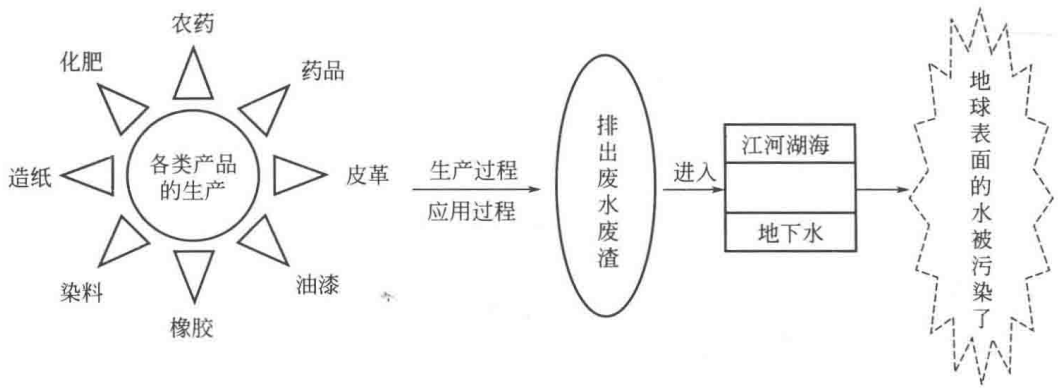 农药
化肥
药品
造纸
各类产品
的生产
皮革
染料
油漆
橡胶
生产过程
应用过程
排出废水废渣
进入
江河湖海
地下水
地球表面的水被污染了